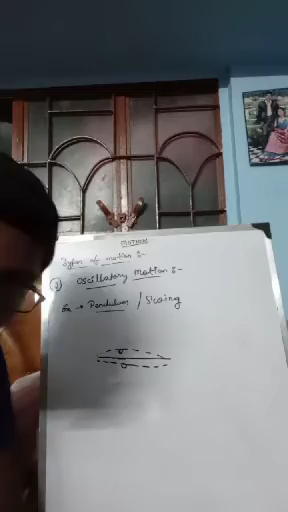 MOTION
Types of motion :-
1) Oscillatory Motion :-
Ex → Pendulum / Swing